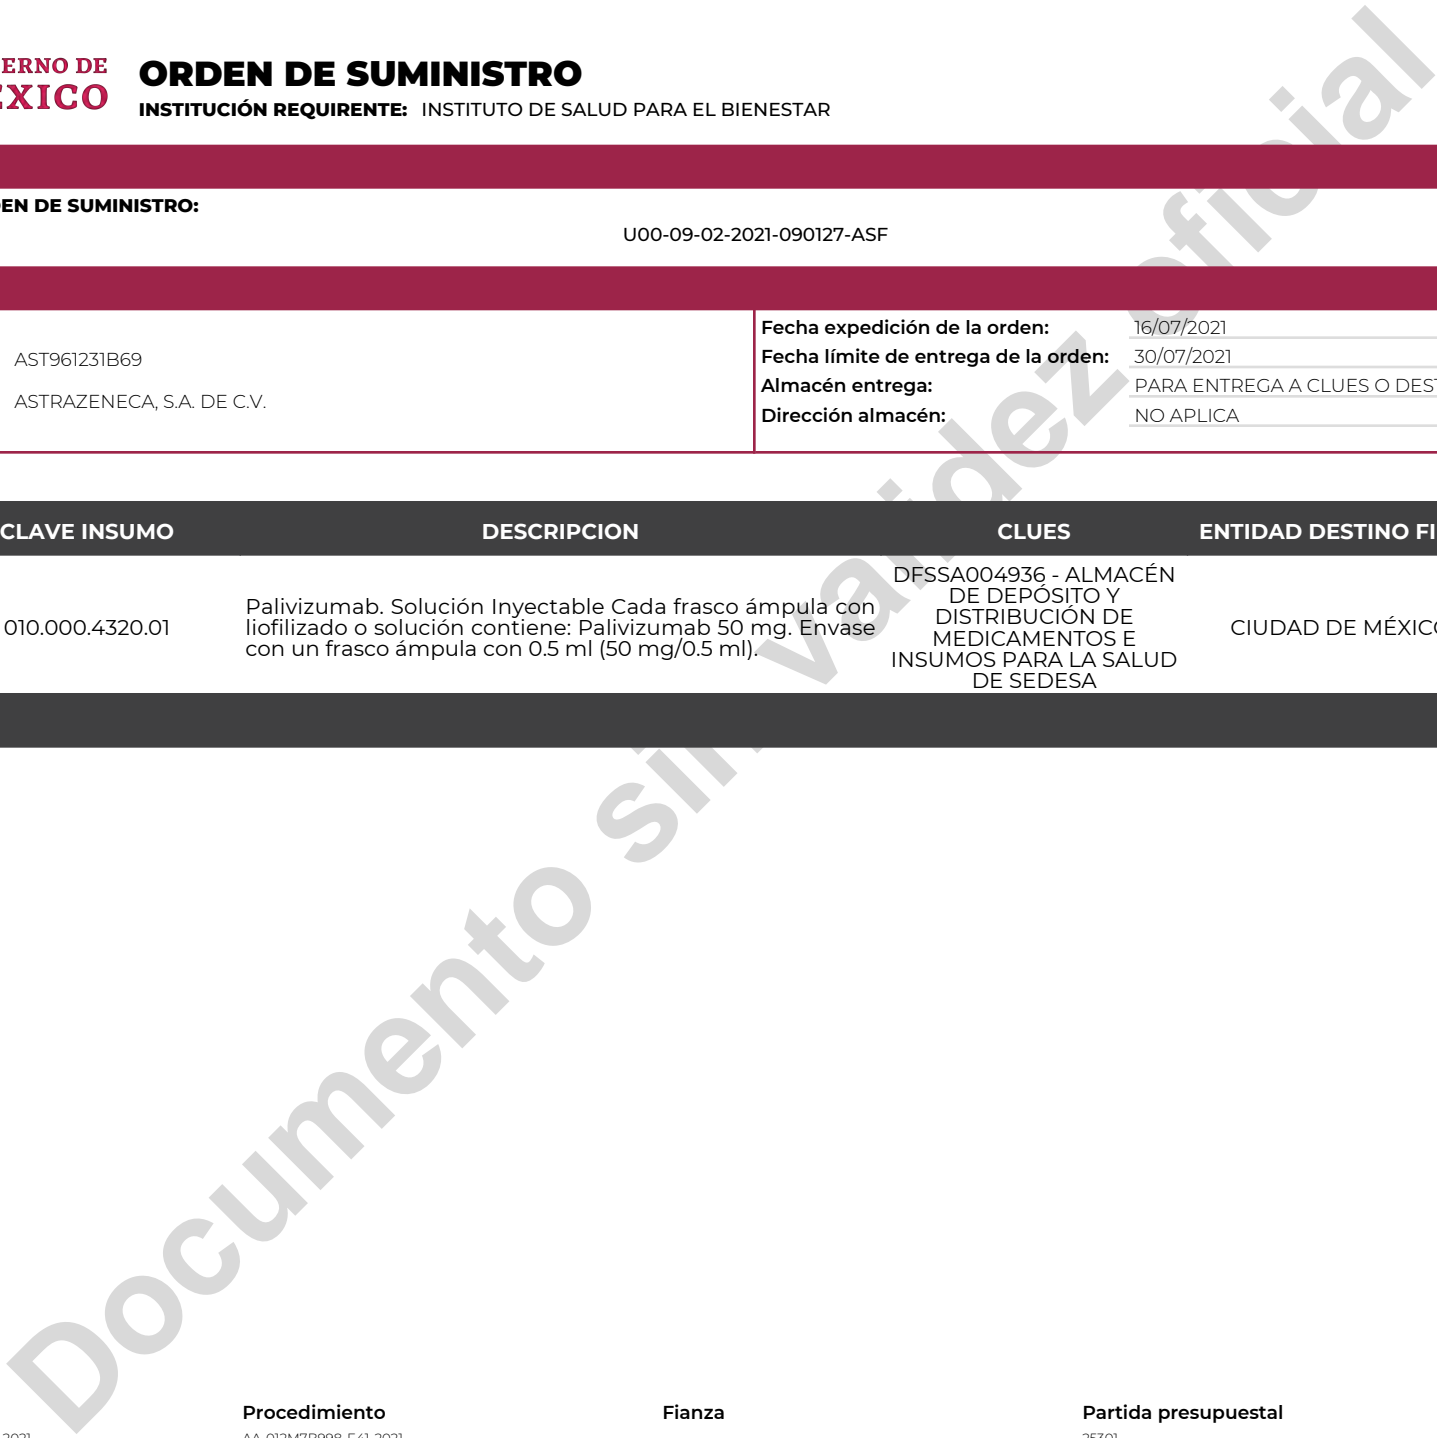 ERNO DE
ÉXICO
ORDEN DE SUMINISTRO
INSTITUCIÓN REQUIRENTE: INSTITUTO DE SALUD PARA EL BIENESTAR
EN DE SUMINISTRO:
U00-09-02-2021-090127-ASF
AST961231B69
ASTRAZENECA, S.A. DE C.V.
Fecha expedición de la orden: 16/07/2021
Fecha límite de entrega de la orden: 30/07/2021
Almacén entrega: PARA ENTREGA A CLUES O DEST
Dirección almacén: NO APLICA
CLAVE INSUMO DESCRIPCION CLUES ENTIDAD DESTINO FI
010.000.4320.01
Palivizumab. Solución Inyectable Cada frasco ámpula con
liofilizado o solución contiene: Palivizumab 50 mg. Envase
con un frasco ámpula con 0.5 ml (50 mg/0.5 ml).
DFSSA004936 - ALMACÉN
DE DEPÓSITO Y
DISTRIBUCIÓN DE
MEDICAMENTOS E
INSUMOS PARA LA SALUD
DE SEDESA
CIUDAD DE MÉXICO
Documento sin validez oficial
Procedimiento Fianza Partida presupuestal